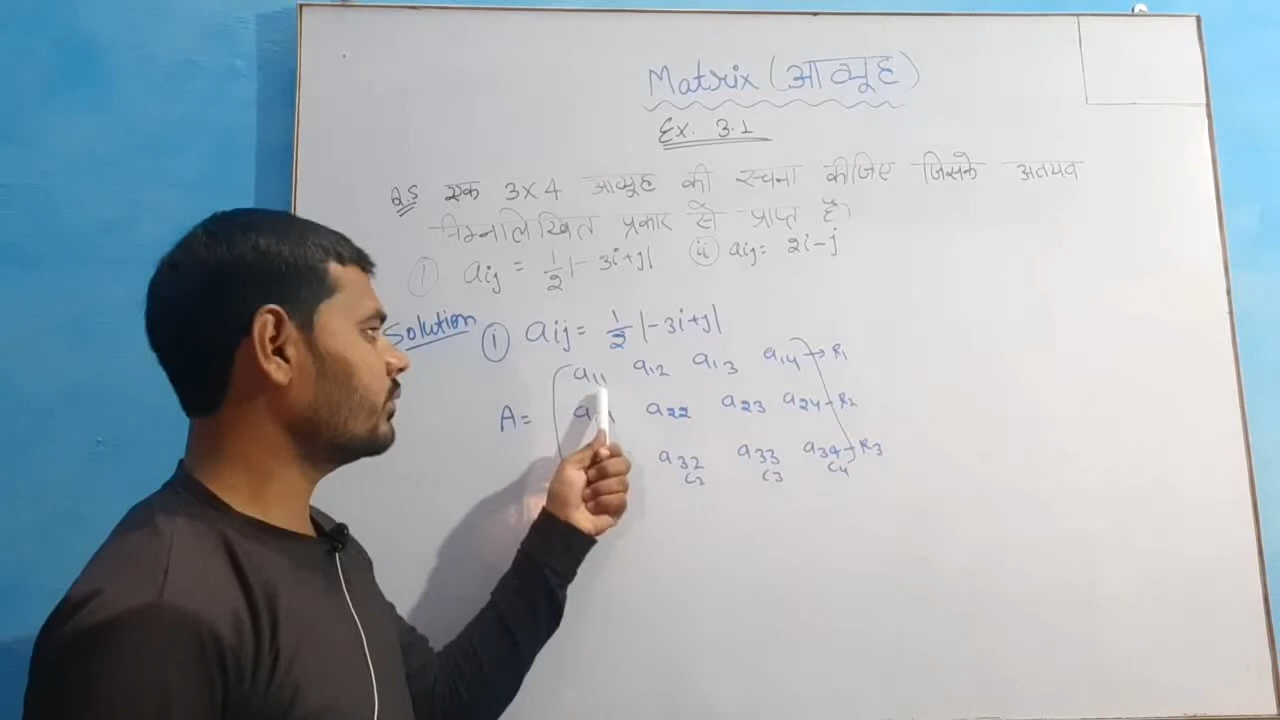 Matrix (आव्यूह)
Ex. 3.1
Q.5 एक 3×4 आव्यूह की रचना कीजिए जिसके अतयव
निम्नलिखित प्रकार से प्राप्त है।
(i) aij = 1/2 |-3i+j| (ii) aij = 2i-j
Solution (i) aij = 1/2 |-3i+j|
a11 a12 a13 a14 → R1
A = a22 a23 a24 → R2
a32 a33 a34 → R3
C2 C3 C4